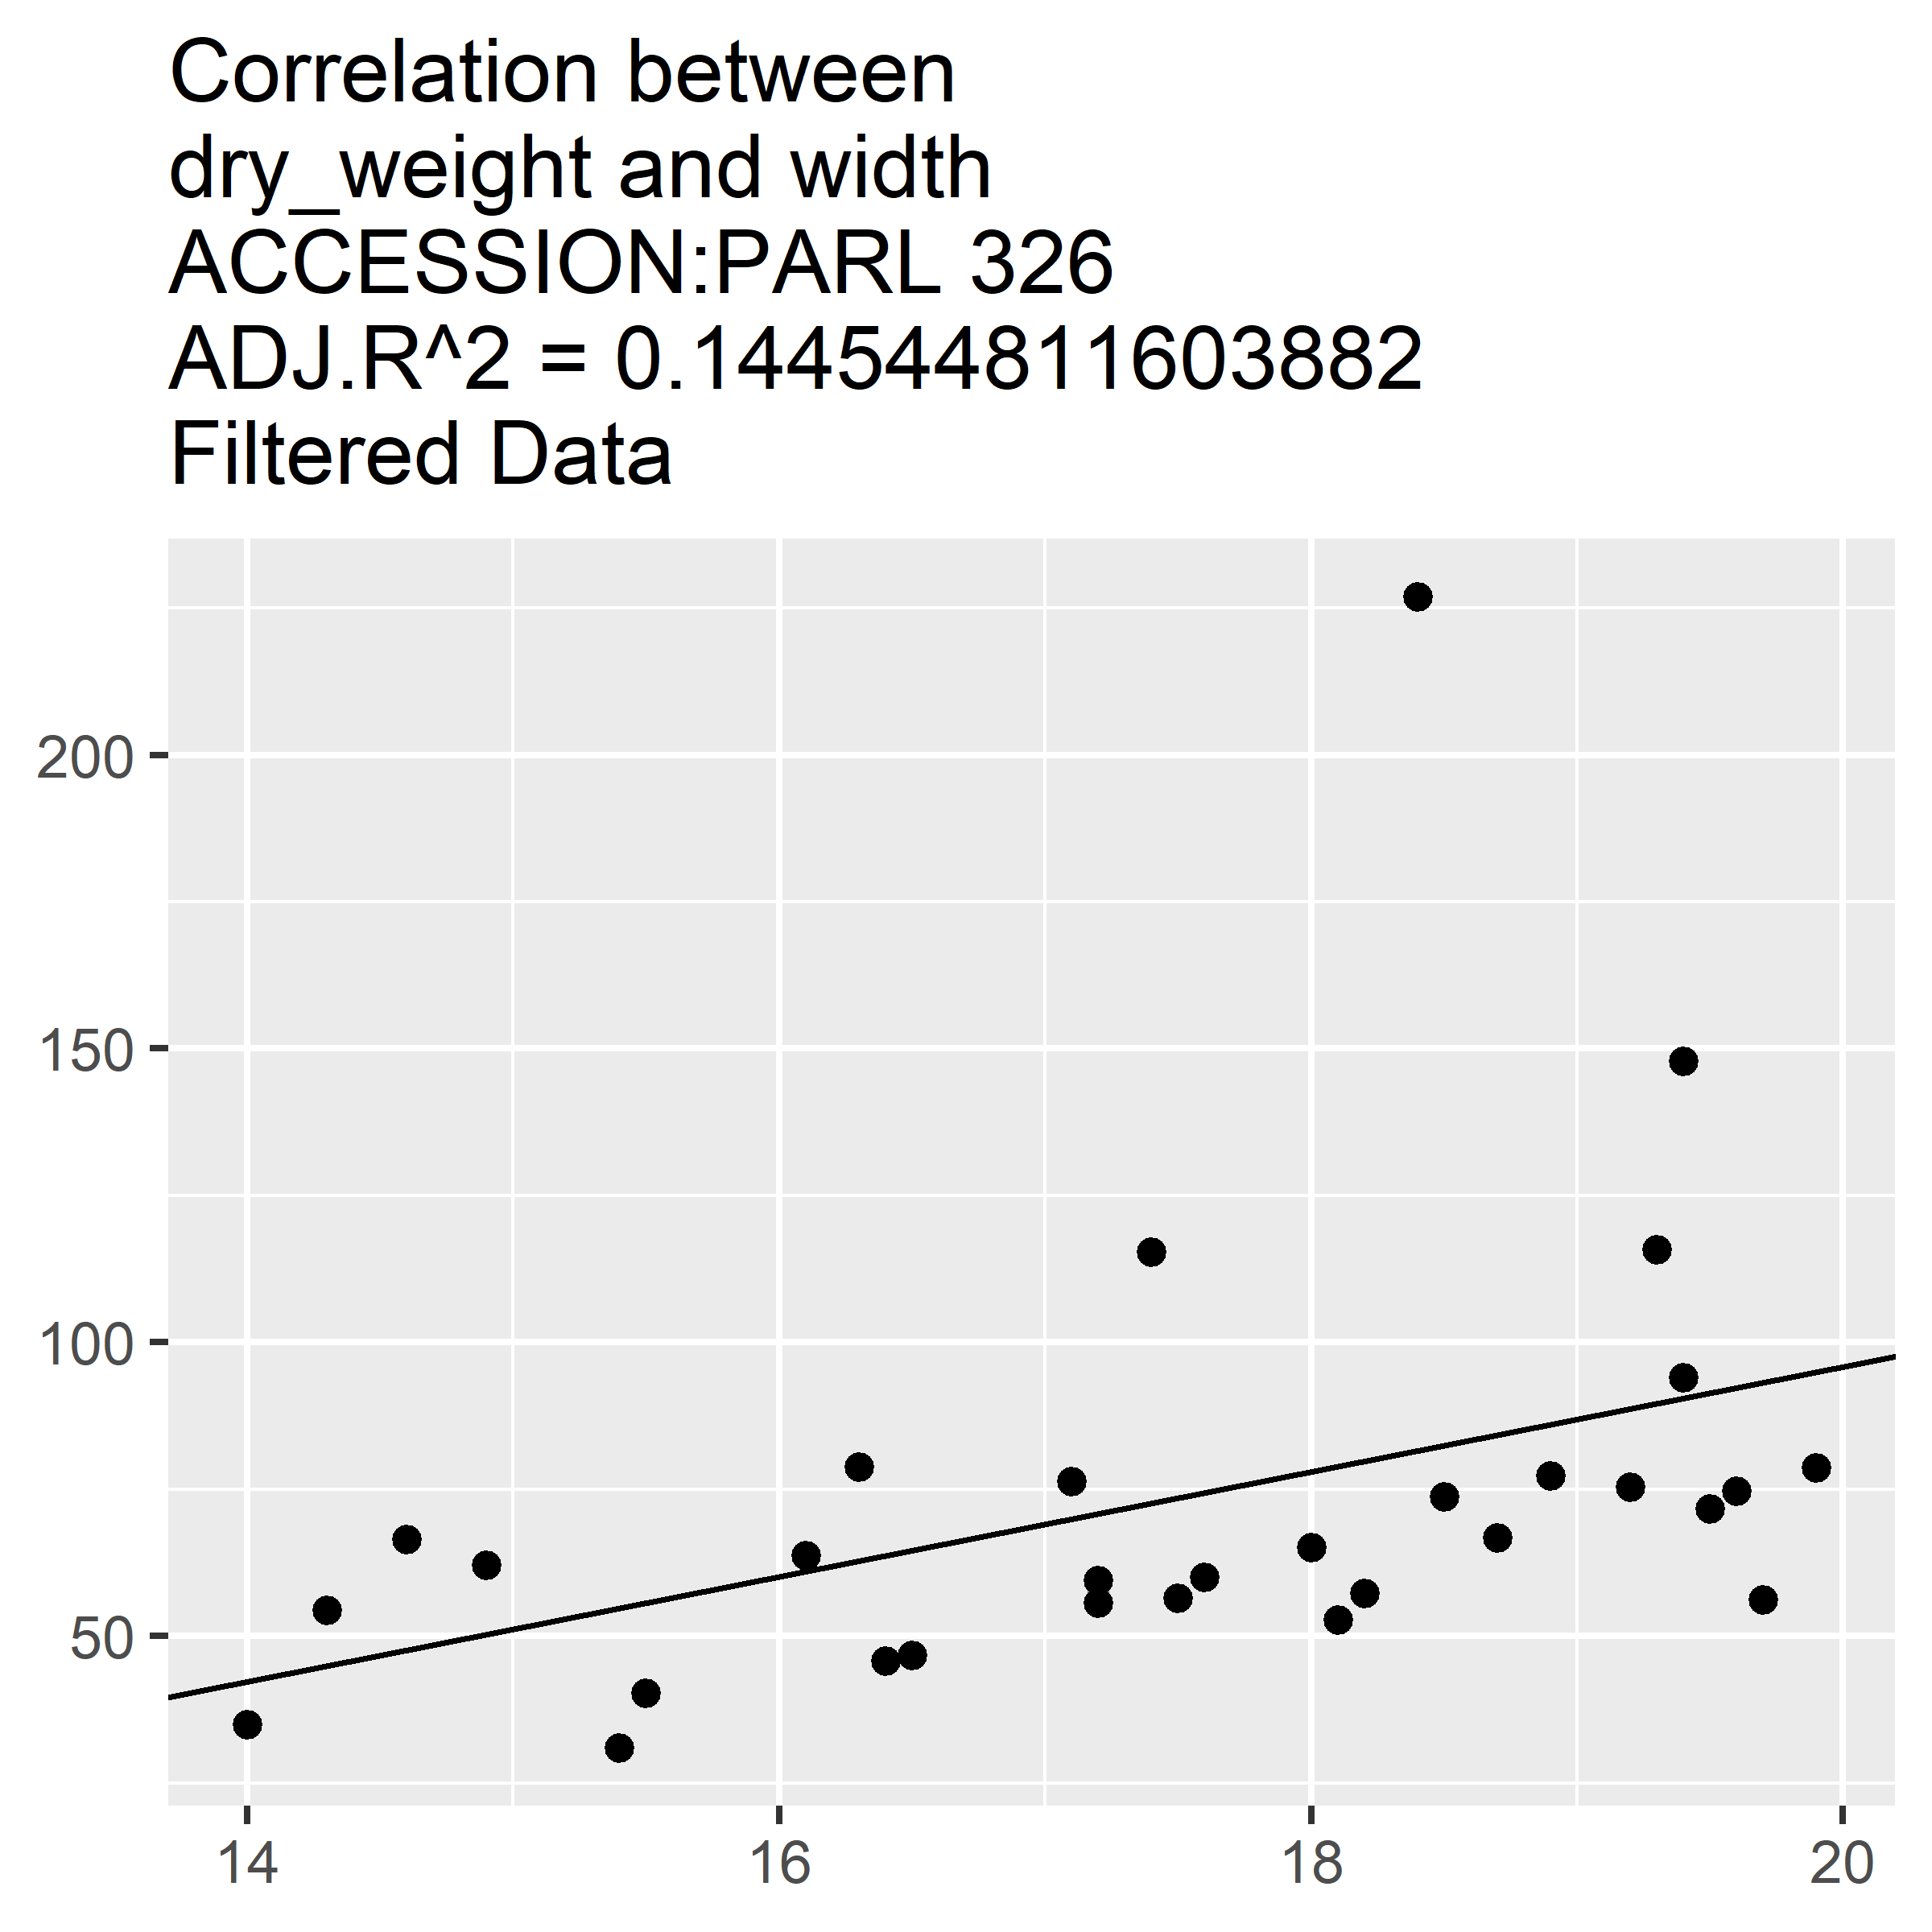 Correlation between
dry_weight and width
ACCESSION:PARL 326
ADJ.R^2 = 0.144544811603882
Filtered Data
200
150
100
50
14 16 18 20